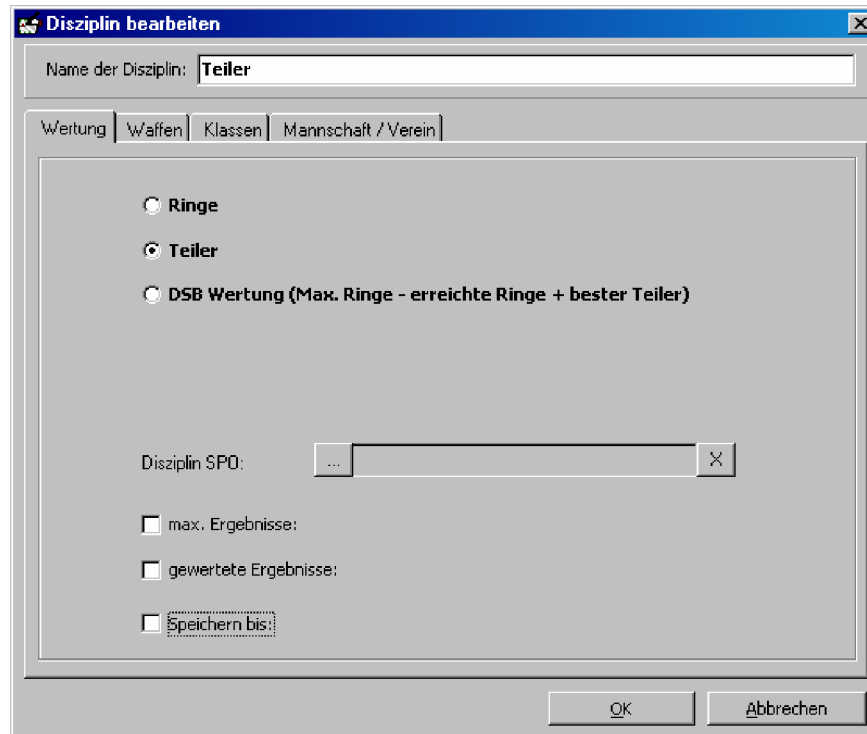 Disziplin bearbeiten
Name der Disziplin: Teiler
Wertung Waffen Klassen Mannschaft / Verein
Ringe
Teiler
DSB Wertung (Max. Ringe - erreichte Ringe + bester Teiler)
Disziplin SPO: ... X
max. Ergebnisse:
gewertete Ergebnisse:
Speichern bis:
OK Abbrechen